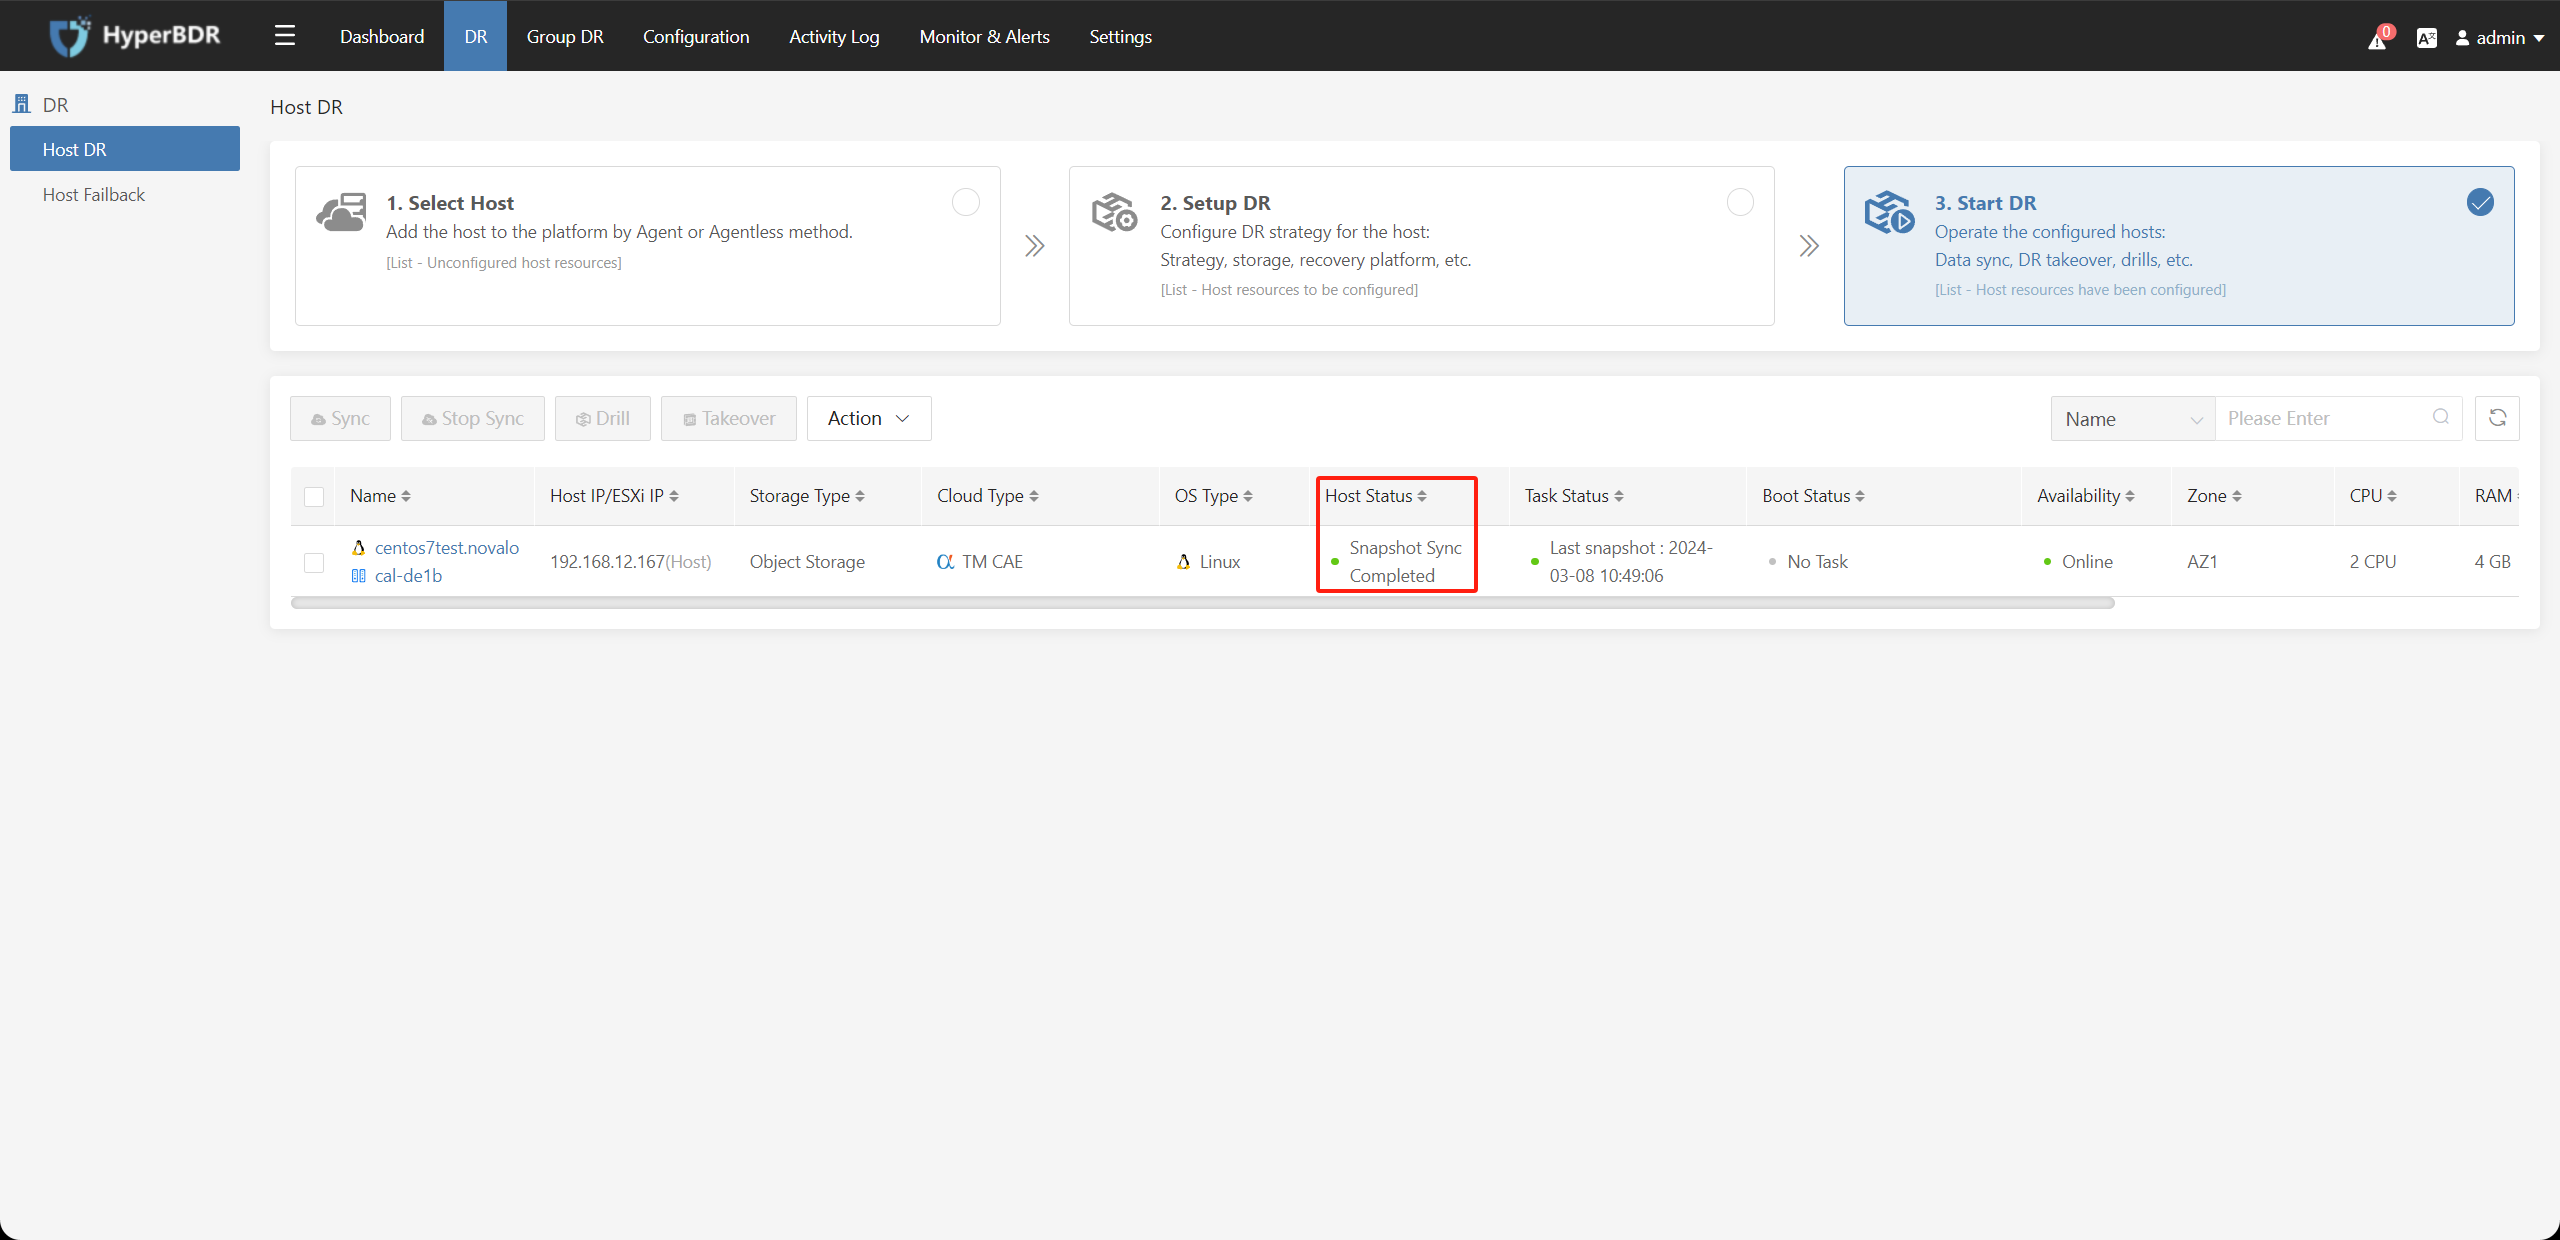 HyperBDR
Dashboard
DR
Group DR
Configuration
Activity Log
Monitor & Alerts
Settings
0
admin
DR
Host DR
Host Failback
Host DR
1. Select Host
Add the host to the platform by Agent or Agentless method.
[List - Unconfigured host resources]
2. Setup DR
Configure DR strategy for the host:
Strategy, storage, recovery platform, etc.
[List - Host resources to be configured]
3. Start DR
Operate the configured hosts:
Data sync, DR takeover, drills, etc.
[List - Host resources have been configured]
Sync
Stop Sync
Drill
Takeover
Action
Name
Please Enter
Name
Host IP/ESXi IP
Storage Type
Cloud Type
OS Type
Host Status
Task Status
Boot Status
Availability
Zone
CPU
RAM
centos7test.novalo
cal-de1b
192.168.12.167(Host)
Object Storage
TM CAE
Linux
Snapshot Sync
Completed
Last snapshot : 2024-
03-08 10:49:06
No Task
Online
AZ1
2 CPU
4 GB